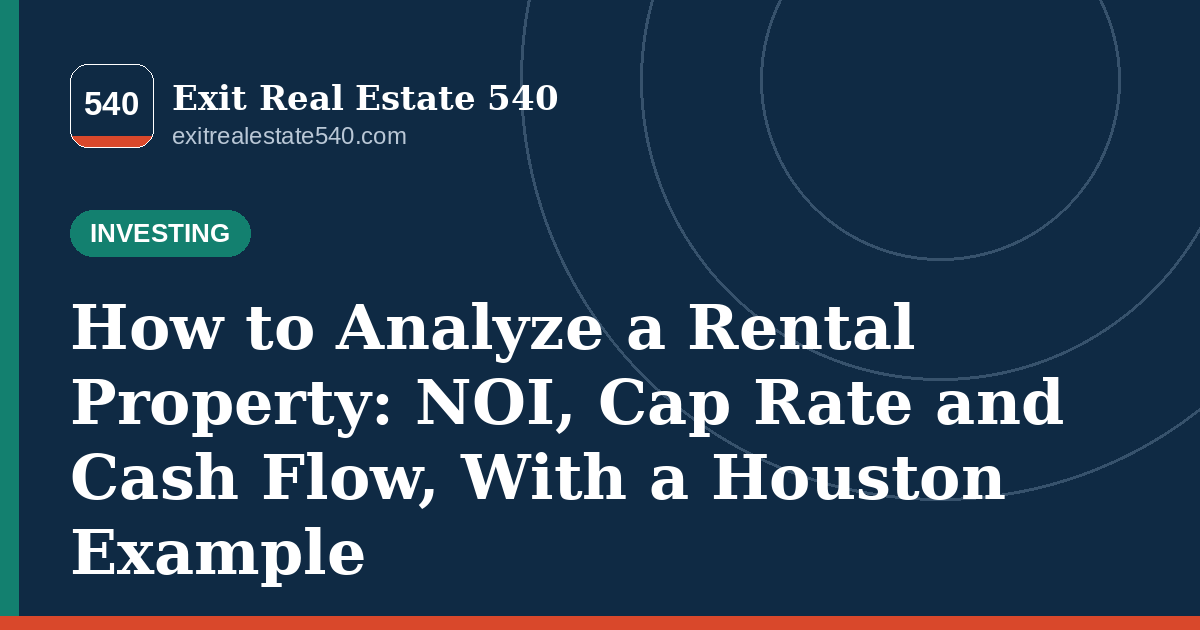 540
Exit Real Estate 540
exitrealestate540.com
INVESTING
How to Analyze a Rental
Property: NOI, Cap Rate and
Cash Flow, With a Houston
Example